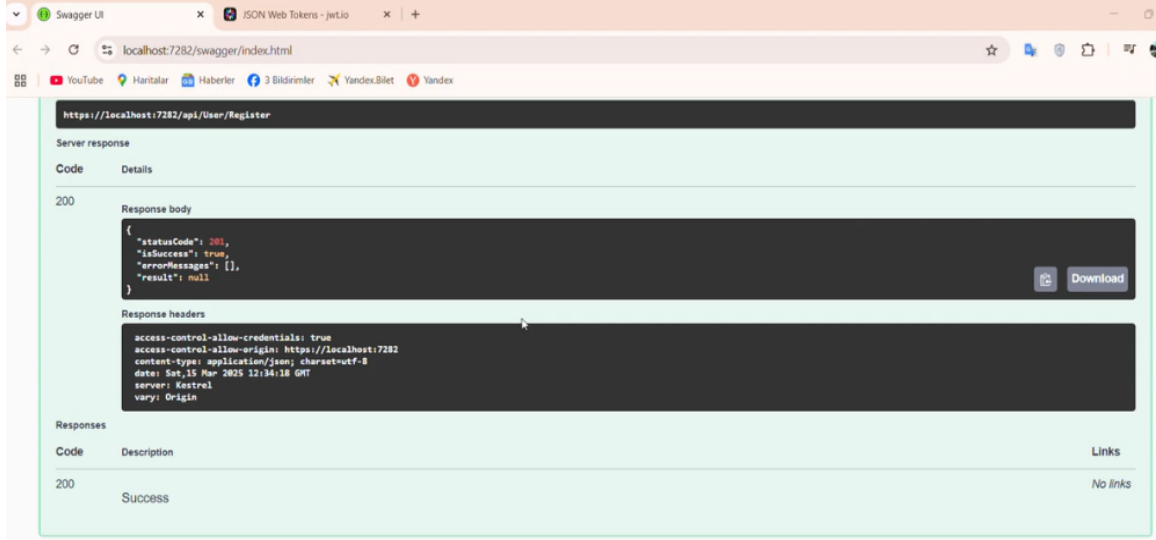 Swagger UI
JSON Web Tokens - jwt.io
localhost:7282/swagger/index.html
YouTube
Haritalar
Haberler
3 Bildirimler
Yandex.Bilet
Yandex
https://localhost:7282/api/User/Register
Server response
Code Details
200
Response body
{
"statusCode": 201,
"isSuccess": true,
"errorMessages": [],
"result": null
}
Download
Response headers
access-control-allow-credentials: true
access-control-allow-origin: https://localhost:7282
content-type: application/json; charset=utf-8
date: Sat,15 Mar 2025 12:34:18 GMT
server: Kestrel
vary: Origin
Responses
Code Description Links
200 Success No links